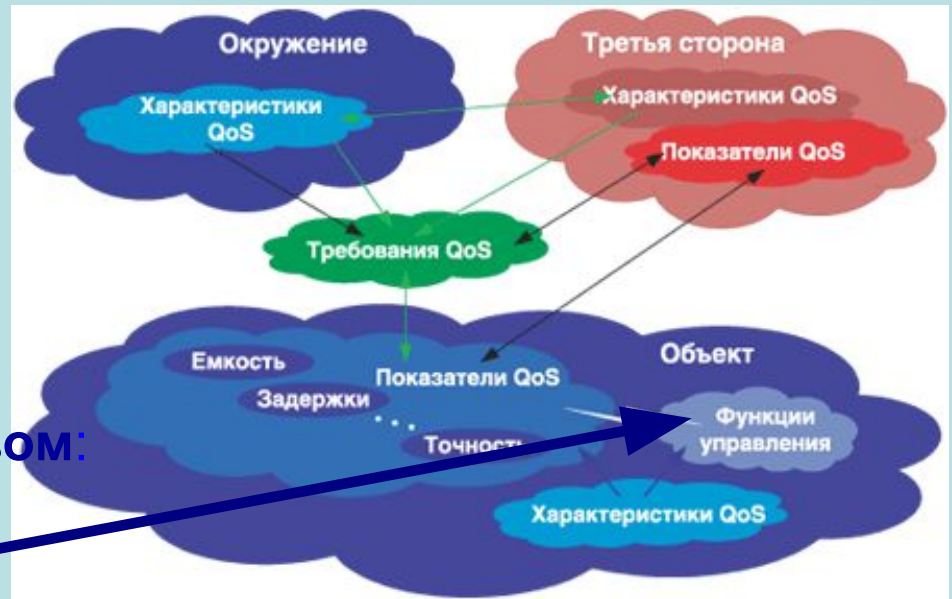 Окружение
Третья сторона
Характеристики
QoS
Характеристики QoS
Показатели QoS
Требования QoS
Объект
Емкость
Показатели QoS
Задержки
Функции
управления
Точность
ом:
Характеристики QoS